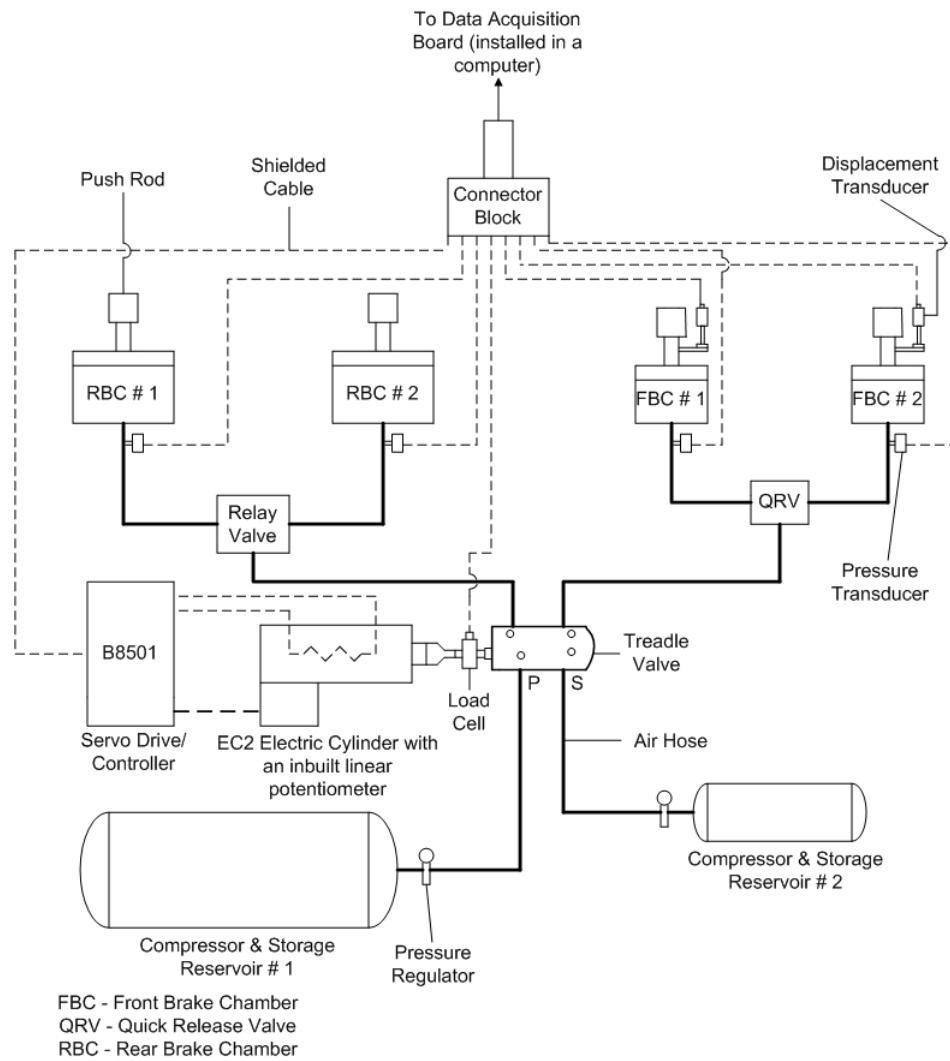 To Data Acquisition
Board (installed in a
computer)
Push Rod
Shielded
Cable
Connector
Block
Displacement
Transducer
RBC # 1
RBC # 2
FBC # 1
FBC # 2
Relay
Valve
QRV
Pressure
Transducer
B8501
Treadle
Valve
P
S
Load
Cell
Servo Drive/
Controller
EC2 Electric Cylinder with
an inbuilt linear
potentiometer
Air Hose
Compressor & Storage
Reservoir # 2
Compressor & Storage
Reservoir # 1
Pressure
Regulator
FBC - Front Brake Chamber
QRV - Quick Release Valve
RBC - Rear Brake Chamber